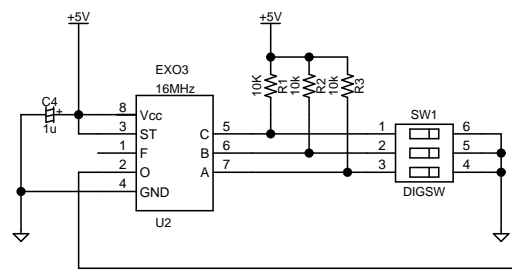 +5V
+5V
EXO3
16MHz
C4
+
1u
10K
R1
10k
R2
10k
R3
SW1
8 Vcc
3 ST
1 F
2 O
4 GND
C 5
B 6
A 7
1 6
2 5
3 4
U2
DIGSW